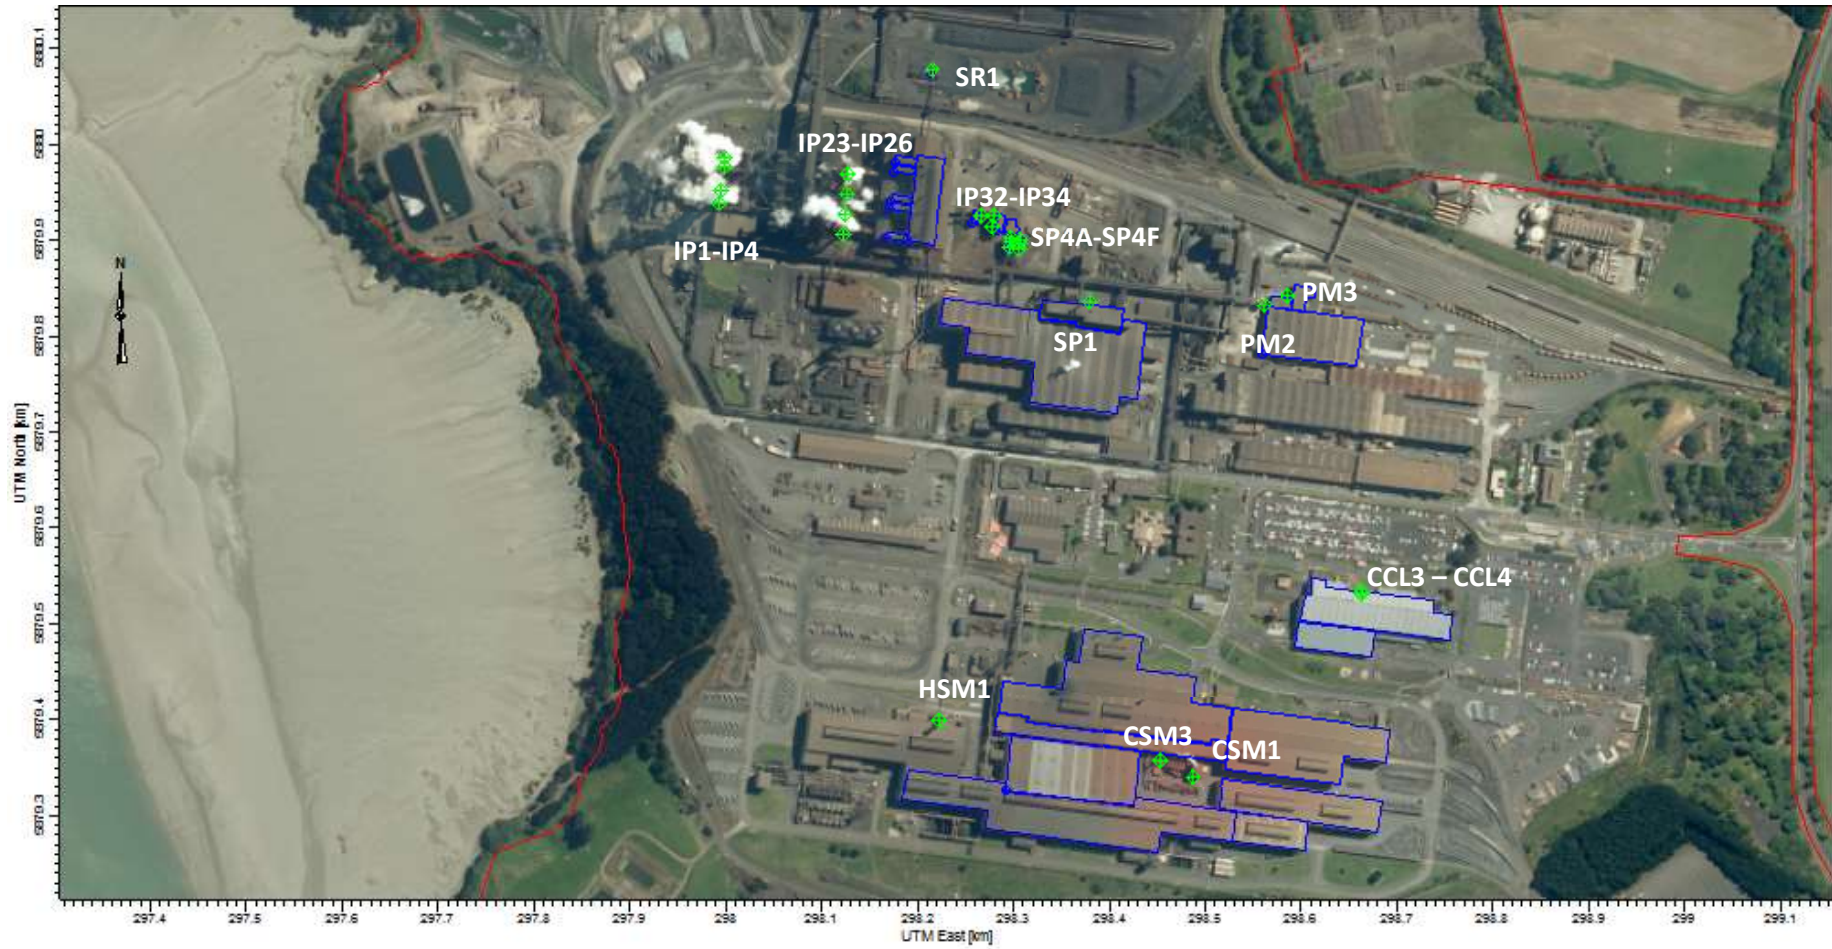 SR1
IP23-IP26
IP32-IP34
SP4A-SP4F
IP1-IP4
PM3
SP1
PM2
CCL3 – CCL4
HSM1
CSM3
CSM1
N
UTM North [km]
5880.1
5880
5879.9
5879.8
5879.7
5879.6
5879.5
5879.4
5879.3
297.4 297.5 297.6 297.7 297.8 297.9 298 298.1 298.2 298.3 298.4 298.5 298.6 298.7 298.8 298.9 299 299.1
UTM East [km]